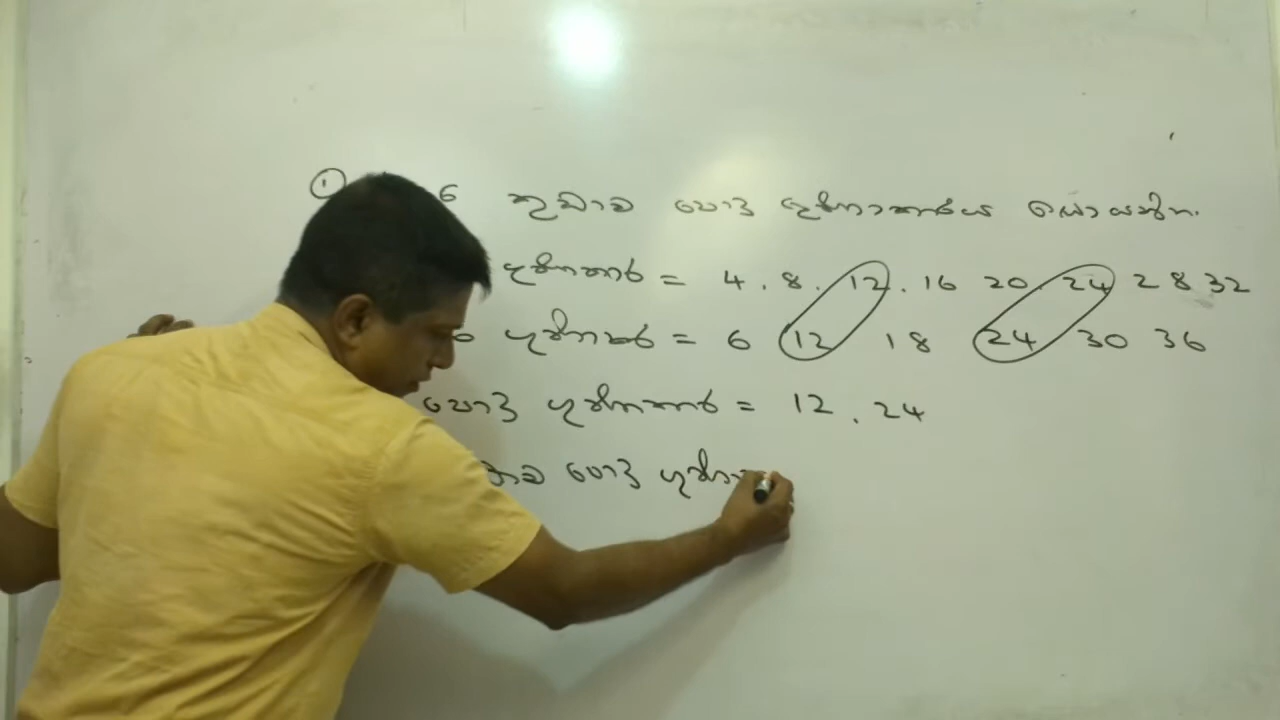 ① 6 කුඩාම පොදු ගුණාකාරය සොයන්න.
ගුණාකාර = 4 . 8 . 12 . 16 20 24 28 32
ගුණාකාර = 6 12 18 24 30 36
පොදු ගුණාකාර = 12 . 24
පොදු